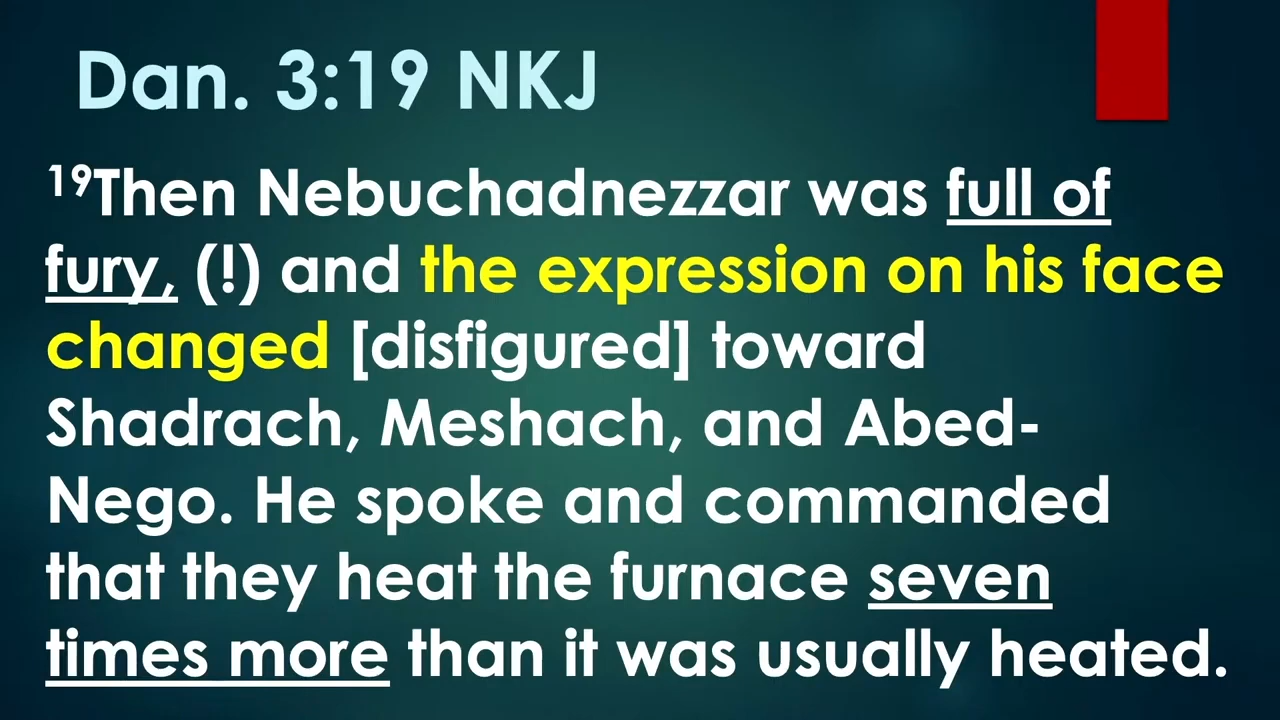 Dan. 3:19 NKJ
¹⁹Then Nebuchadnezzar was full of
fury, (!) and the expression on his face
changed [disfigured] toward
Shadrach, Meshach, and Abed-
Nego. He spoke and commanded
that they heat the furnace seven
times more than it was usually heated.